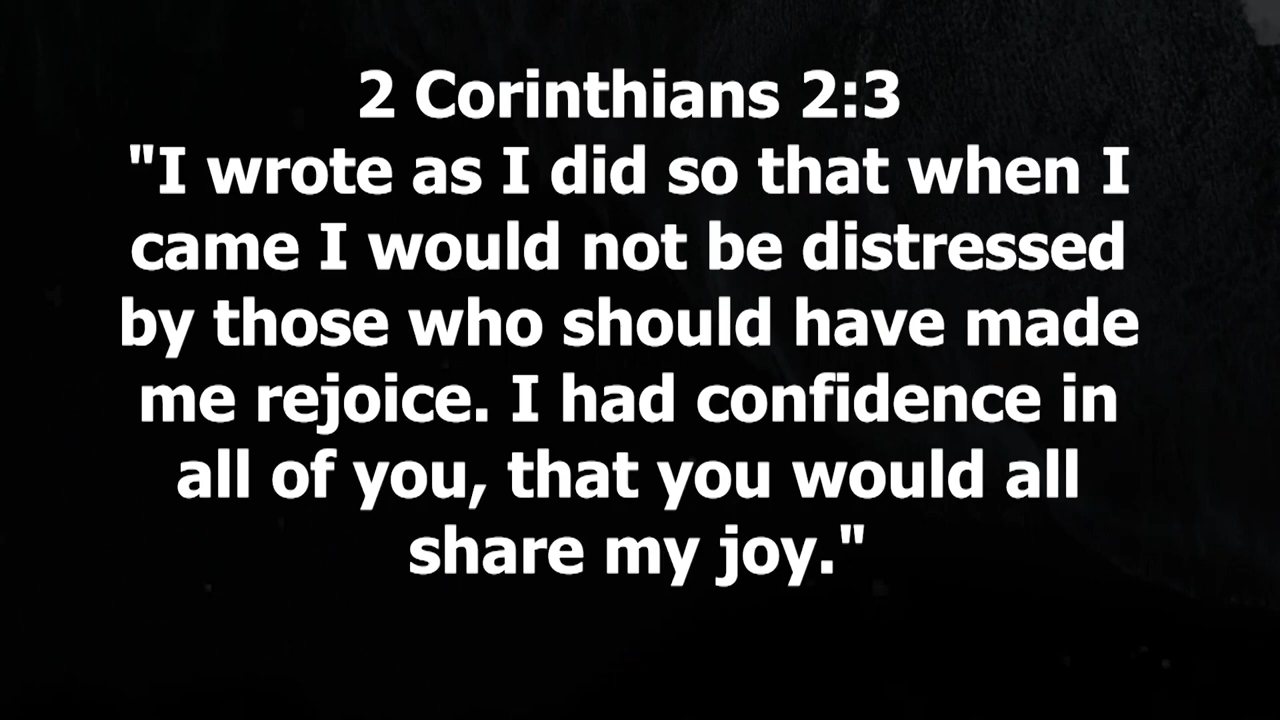 2 Corinthians 2:3
"I wrote as I did so that when I
came I would not be distressed
by those who should have made
me rejoice. I had confidence in
all of you, that you would all
share my joy."